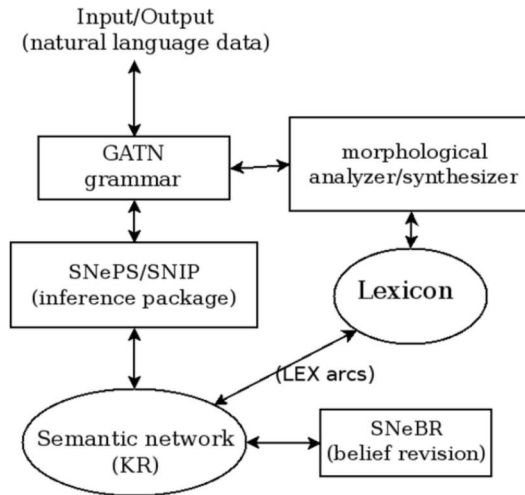 Input/Output
(natural language data)
GATN
grammar
morphological
analyzer/synthesizer
SNePS/SNIP
(inference package)
Lexicon
(LEX arcs)
Semantic network
(KR)
SNeBR
(belief revision)